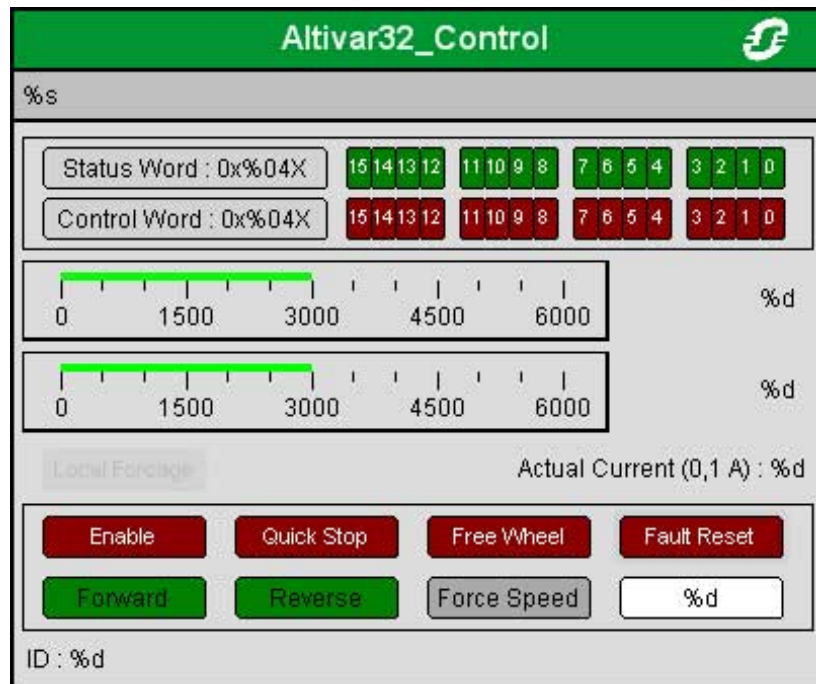 Altivar32_Control
%s
Status Word : 0x%04X 15 14 13 12 11 10 9 8 7 6 5 4 3 2 1 0
Control Word : 0x%04X 15 14 13 12 11 10 9 8 7 6 5 4 3 2 1 0
0 1500 3000 4500 6000 %d
0 1500 3000 4500 6000 %d
Local Forcage Actual Current (0,1 A) : %d
Enable Quick Stop Free Wheel Fault Reset
Forward Reverse Force Speed %d
ID : %d